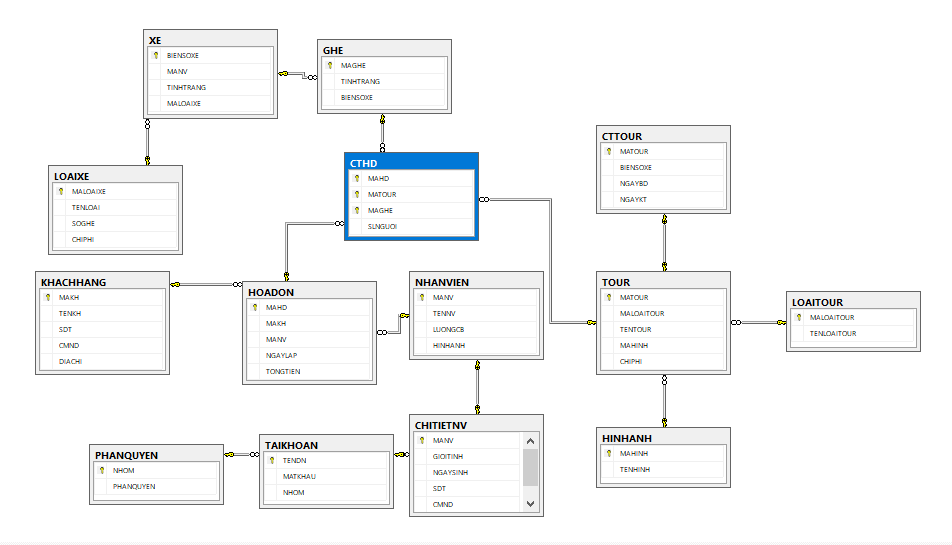 XE
BIENSOXE
MANV
TINHTRANG
MALOAIXE
GHE
MAGHE
TINHTRANG
BIENSOXE
CTTOUR
MATOUR
BIENSOXE
NGAYBD
NGAYKT
LOAIXE
MALOAIXE
TENLOAI
SOGHE
CHIPHI
CTHD
MAHD
MATOUR
MAGHE
SLNGUOI
KHACHHANG
MAKH
TENKH
SDT
CMND
DIACHI
HOADON
MAHD
MAKH
MANV
NGAYLAP
TONGTIEN
NHANVIEN
MANV
TENNV
LUONGCB
HINHANH
TOUR
MATOUR
MALOAITOUR
TENTOUR
MAHINH
CHIPHI
LOAITOUR
MALOAITOUR
TENLOAITOUR
PHANQUYEN
NHOM
PHANQUYEN
TAIKHOAN
TENDN
MATKHAU
NHOM
CHITIETNV
MANV
GIOITINH
NGAYSINH
SDT
CMND
HINHANH
MAHINH
TENHINH